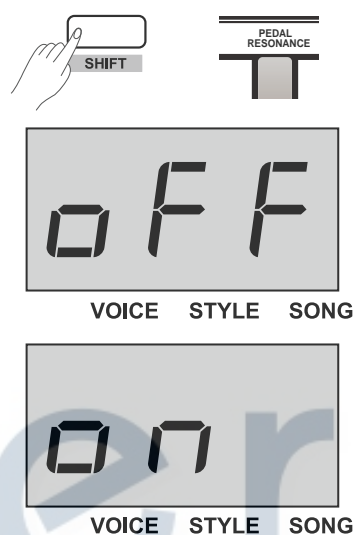 SHIFT
PEDAL
RESONANCE
oFF
VOICE STYLE SONG
on
VOICE STYLE SONG